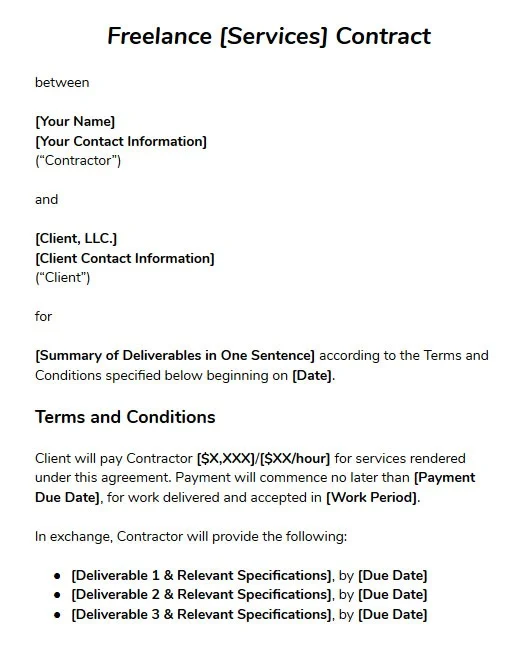 Freelance [Services] Contract
between
[Your Name]
[Your Contact Information]
(“Contractor”)
and
[Client, LLC.]
[Client Contact Information]
(“Client”)
for
[Summary of Deliverables in One Sentence] according to the Terms and
Conditions specified below beginning on [Date].
Terms and Conditions
Client will pay Contractor [$X,XXX]/[$XX/hour] for services rendered
under this agreement. Payment will commence no later than [Payment
Due Date], for work delivered and accepted in [Work Period].
In exchange, Contractor will provide the following:
● [Deliverable 1 & Relevant Specifications], by [Due Date]
● [Deliverable 2 & Relevant Specifications], by [Due Date]
● [Deliverable 3 & Relevant Specifications], by [Due Date]